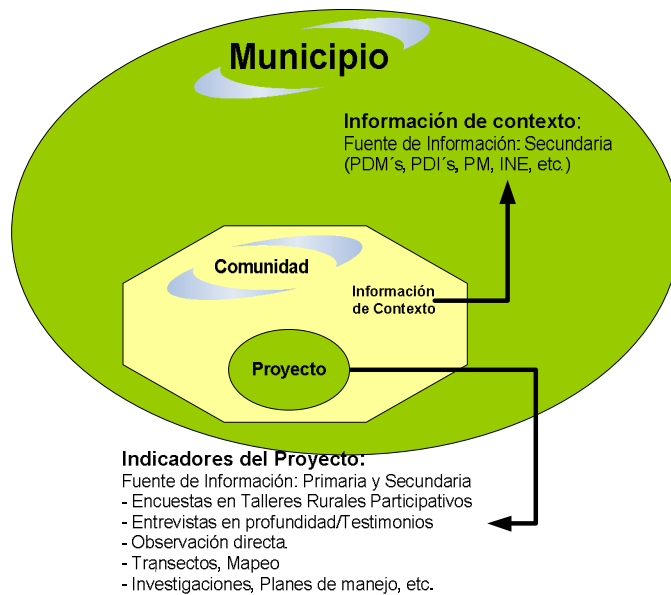 Municipio
Información de contexto:
Fuente de Información: Secundaria
(PDM´s, PDI´s, PM, INE, etc.)
Comunidad
Información
de Contexto
Proyecto
Indicadores del Proyecto:
Fuente de Información: Primaria y Secundaria
- Encuestas en Talleres Rurales Participativos
- Entrevistas en profundidad/Testimonios
- Observación directa.
- Transectos, Mapeo
- Investigaciones, Planes de manejo, etc.